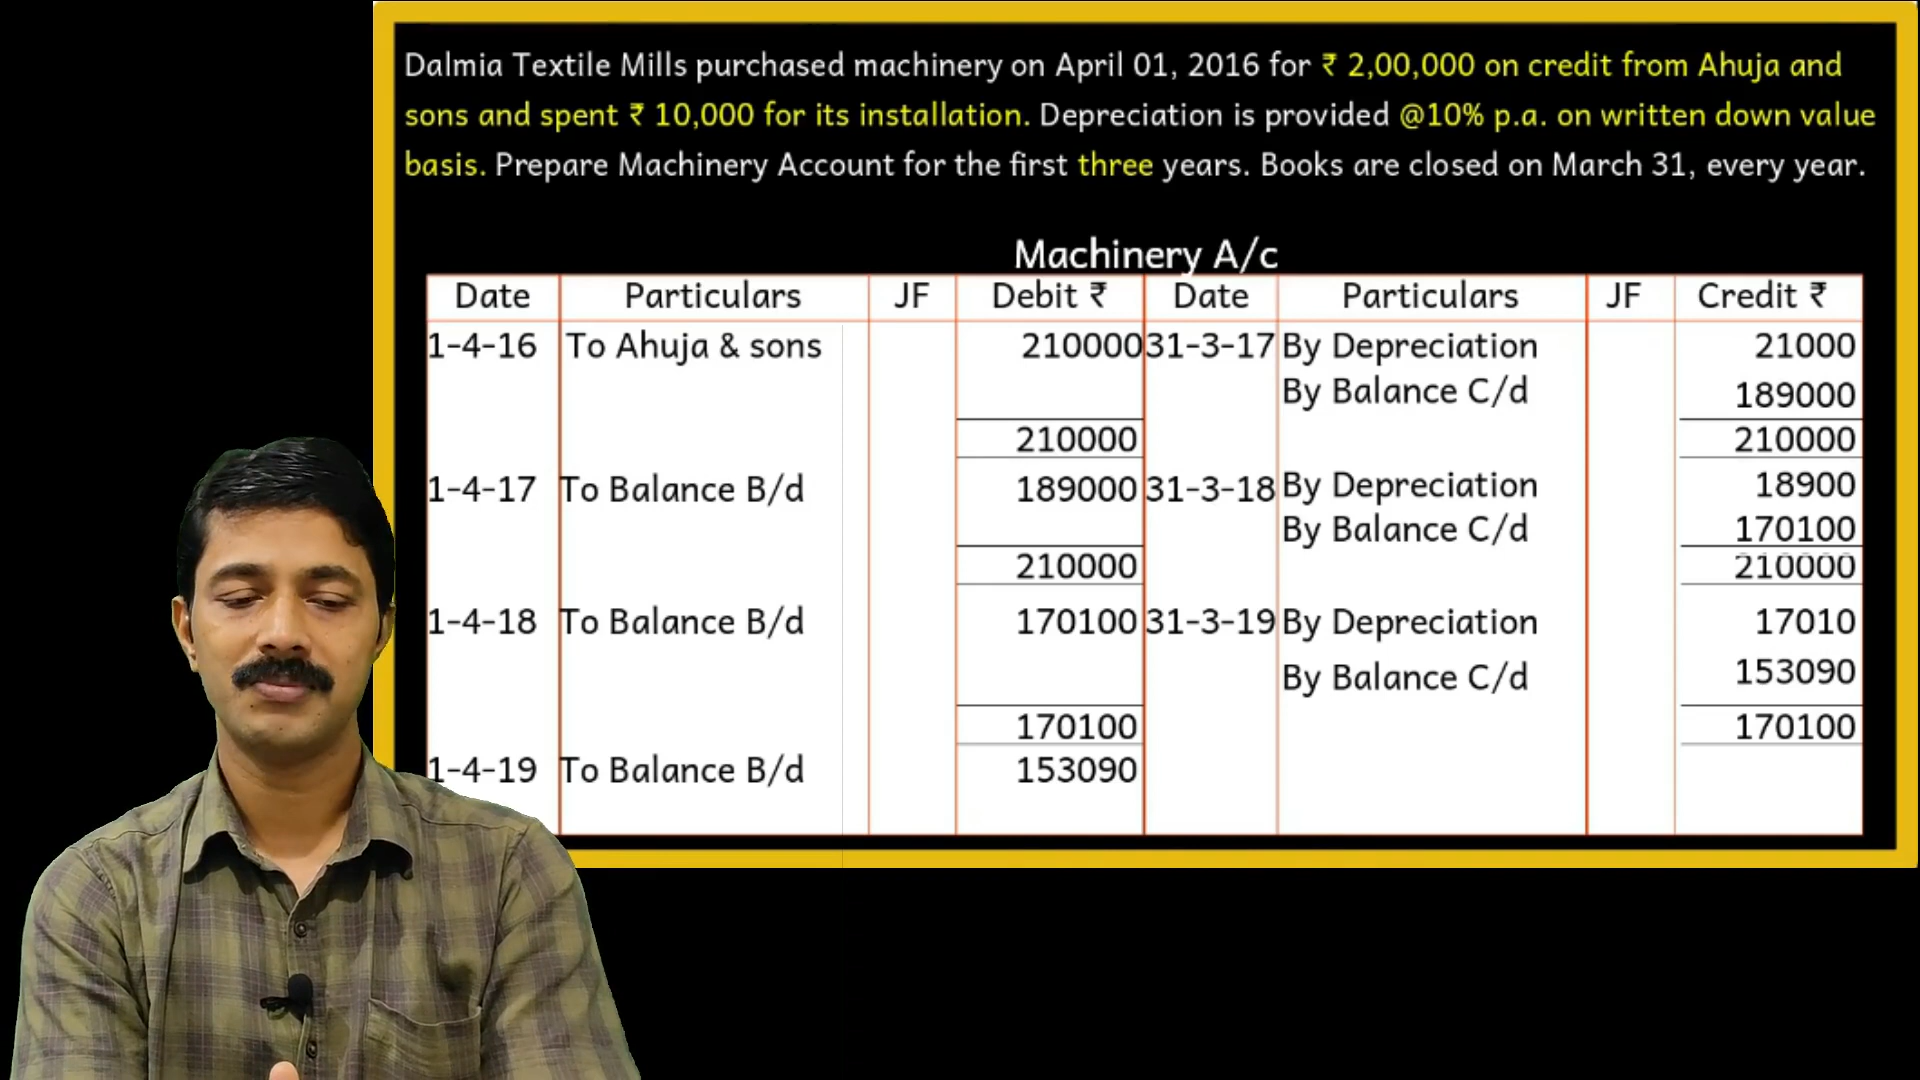 Dalmia Textile Mills purchased machinery on April 01, 2016 for ₹ 2,00,000 on credit from Ahuja and
sons and spent ₹ 10,000 for its installation. Depreciation is provided @10% p.a. on written down value
basis. Prepare Machinery Account for the first three years. Books are closed on March 31, every year.
Machinery A/c
Date Particulars JF Debit ₹ Date Particulars JF Credit ₹
1-4-16 To Ahuja & sons 210000 31-3-17 By Depreciation 21000
By Balance C/d 189000
210000 210000
1-4-17 To Balance B/d 189000 31-3-18 By Depreciation 18900
By Balance C/d 170100
210000 210000
1-4-18 To Balance B/d 170100 31-3-19 By Depreciation 17010
By Balance C/d 153090
170100 170100
1-4-19 To Balance B/d 153090